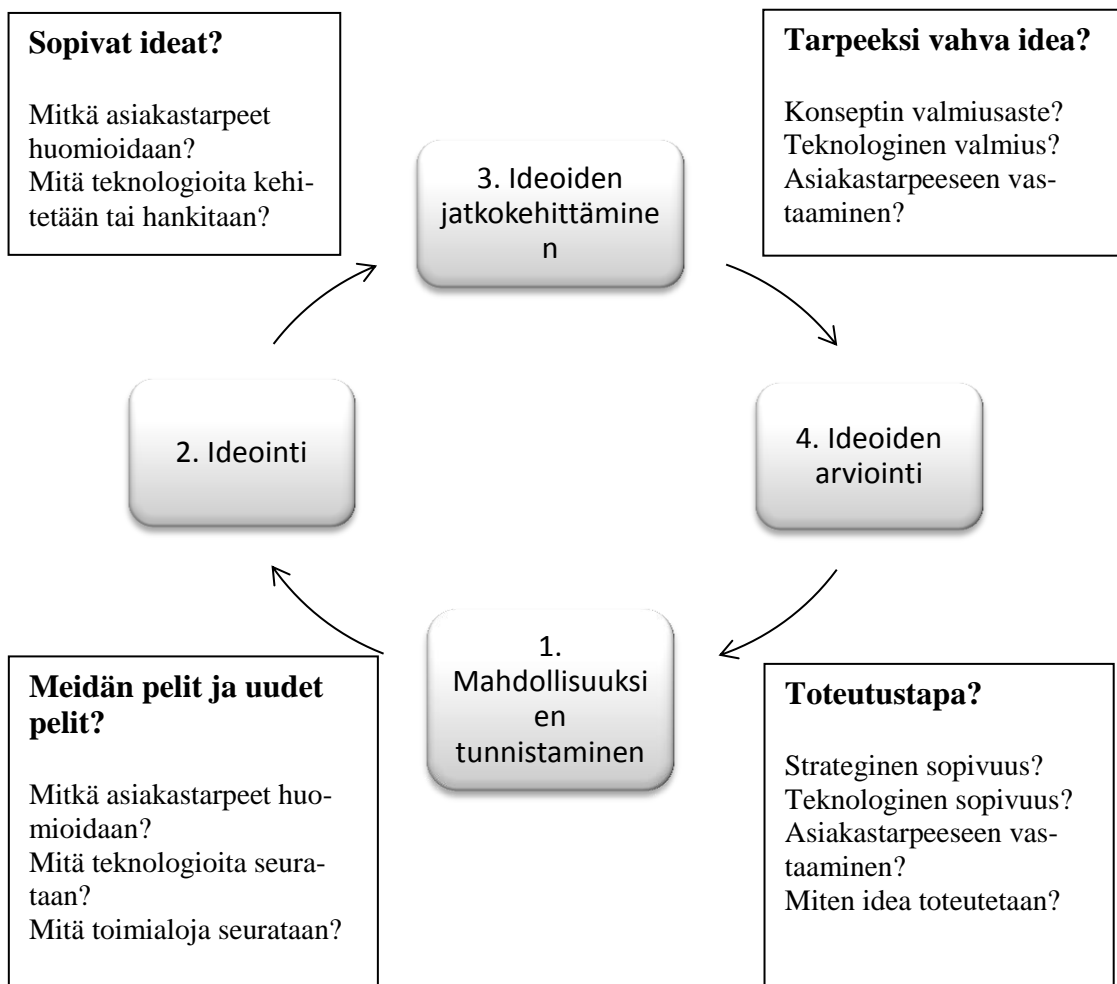 Sopivat ideat?
Mitkä asiakastarpeet
huomioidaan?
Mitä teknologioita kehi-
tetään tai hankitaan?
Tarpeeksi vahva idea?
Konseptin valmiusaste?
Teknologinen valmius?
Asiakastarpeeseen vas-
taaminen?
3. Ideoiden
jatkokehittämine
n
2. Ideointi
4. Ideoiden
arviointi
1.
Mahdollisuuksi
en
tunnistaminen
Meidän pelit ja uudet
pelit?
Mitkä asiakastarpeet huo-
mioidaan?
Mitä teknologioita seura-
taan?
Mitä toimialoja seurataan?
Toteutustapa?
Strateginen sopivuus?
Teknologinen sopivuus?
Asiakastarpeeseen vas-
taaminen?
Miten idea toteutetaan?